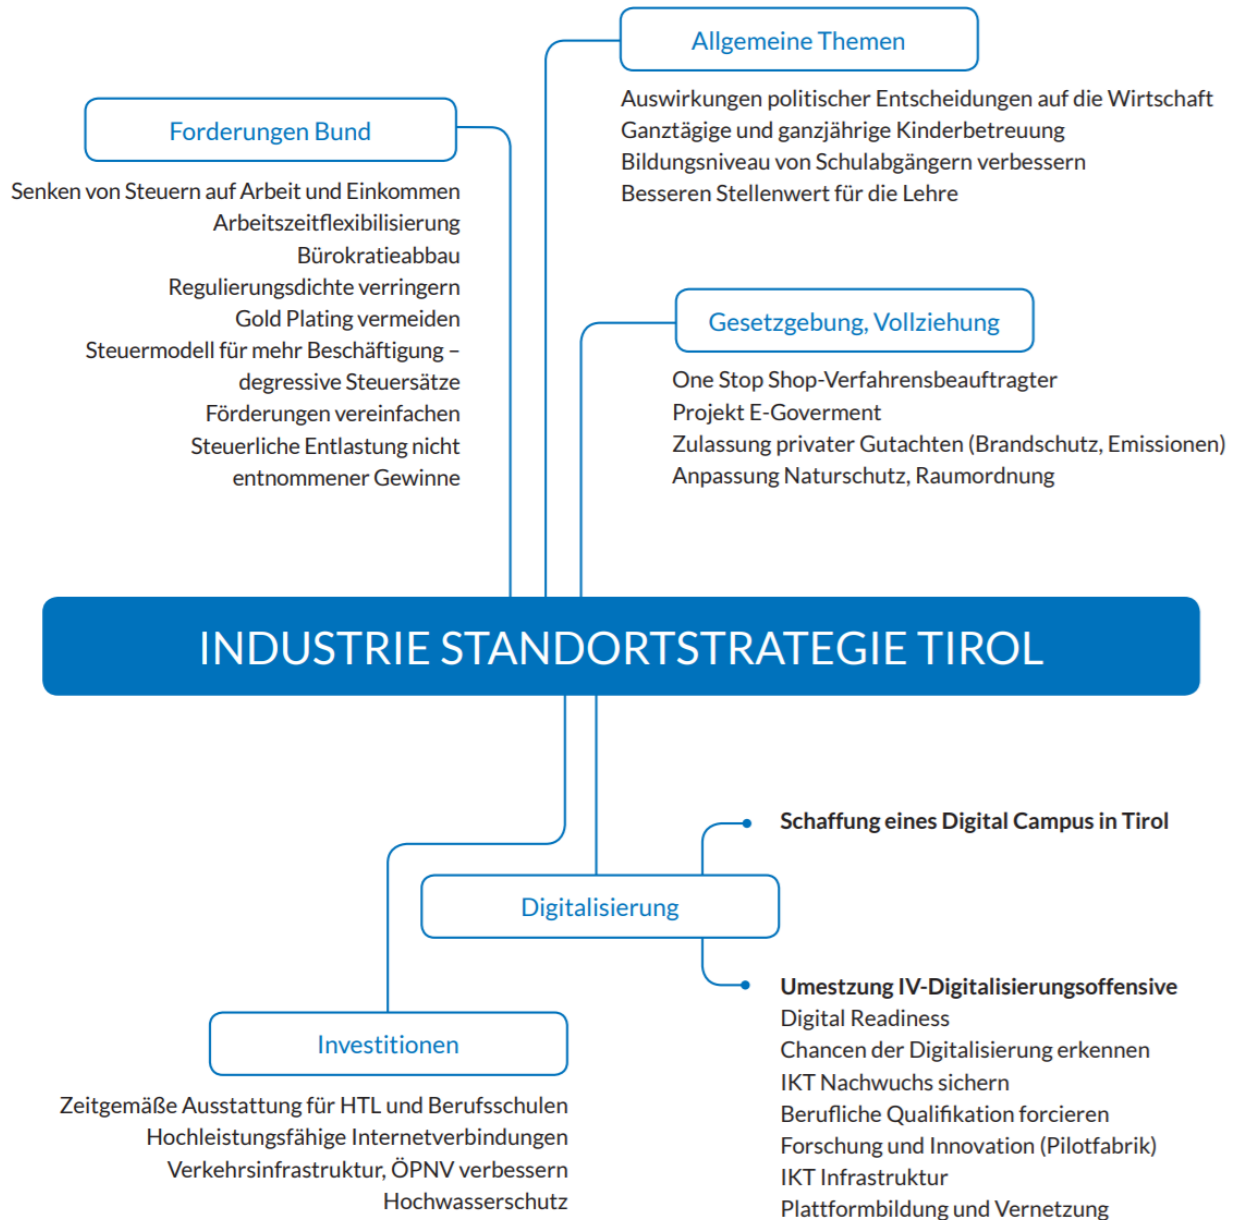 Allgemeine Themen
Auswirkungen politischer Entscheidungen auf die Wirtschaft
Ganztägige und ganzjährige Kinderbetreuung
Bildungsniveau von Schulabgängern verbessern
Besseren Stellenwert für die Lehre
Forderungen Bund
Senken von Steuern auf Arbeit und Einkommen
Arbeitszeitflexibilisierung
Bürokratieabbau
Regulierungsdichte verringern
Gold Plating vermeiden
Steuermodell für mehr Beschäftigung –
degressive Steuersätze
Förderungen vereinfachen
Steuerliche Entlastung nicht
entnommener Gewinne
Gesetzgebung, Vollziehung
One Stop Shop-Verfahrensbeauftragter
Projekt E-Goverment
Zulassung privater Gutachten (Brandschutz, Emissionen)
Anpassung Naturschutz, Raumordnung
INDUSTRIE STANDORTSTRATEGIE TIROL
Schaffung eines Digital Campus in Tirol
Digitalisierung
Umestzung IV-Digitalisierungsoffensive
Digital Readiness
Chancen der Digitalisierung erkennen
IKT Nachwuchs sichern
Berufliche Qualifikation forcieren
Forschung und Innovation (Pilotfabrik)
IKT Infrastruktur
Plattformbildung und Vernetzung
Investitionen
Zeitgemäße Ausstattung für HTL und Berufsschulen
Hochleistungsfähige Internetverbindungen
Verkehrsinfrastruktur, ÖPNV verbessern
Hochwasserschutz